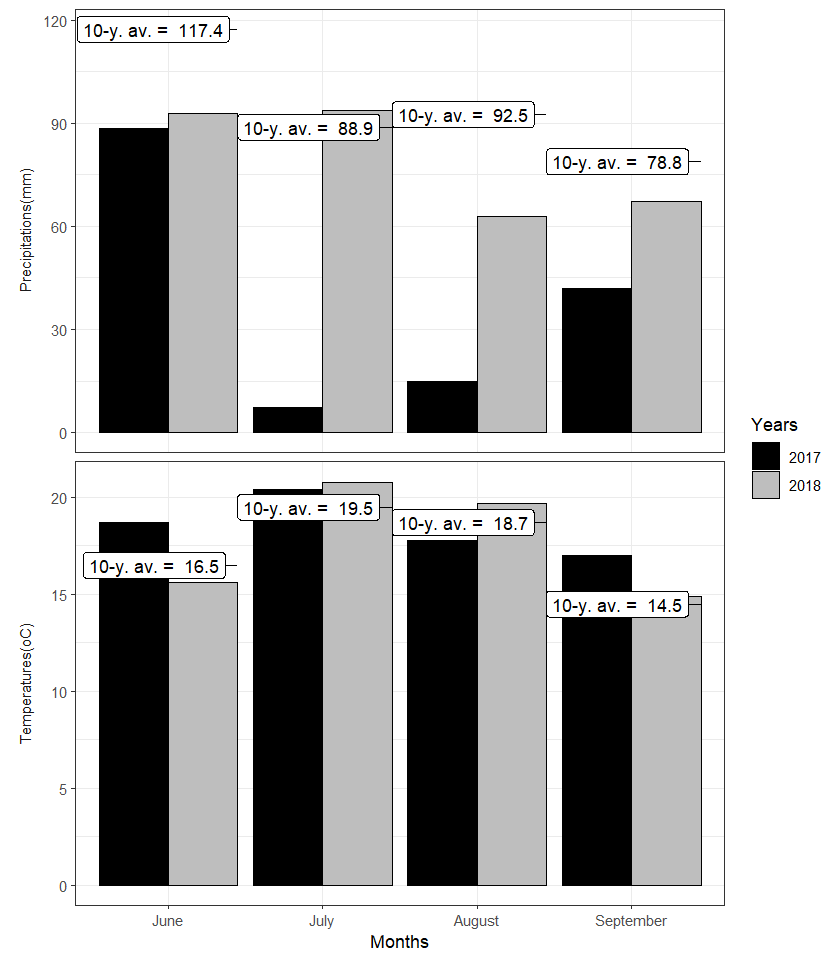 120
10-y. av. =  117.4
90
10-y. av. =  88.9
10-y. av. =  92.5
10-y. av. =  78.8
60
30
0
Precipitations(mm)
20
10-y. av. =  16.5
10-y. av. =  19.5
10-y. av. =  18.7
10-y. av. =  14.5
15
10
5
0
Temperatures(oC)
June
July
August
September
Months
Years
2017
2018